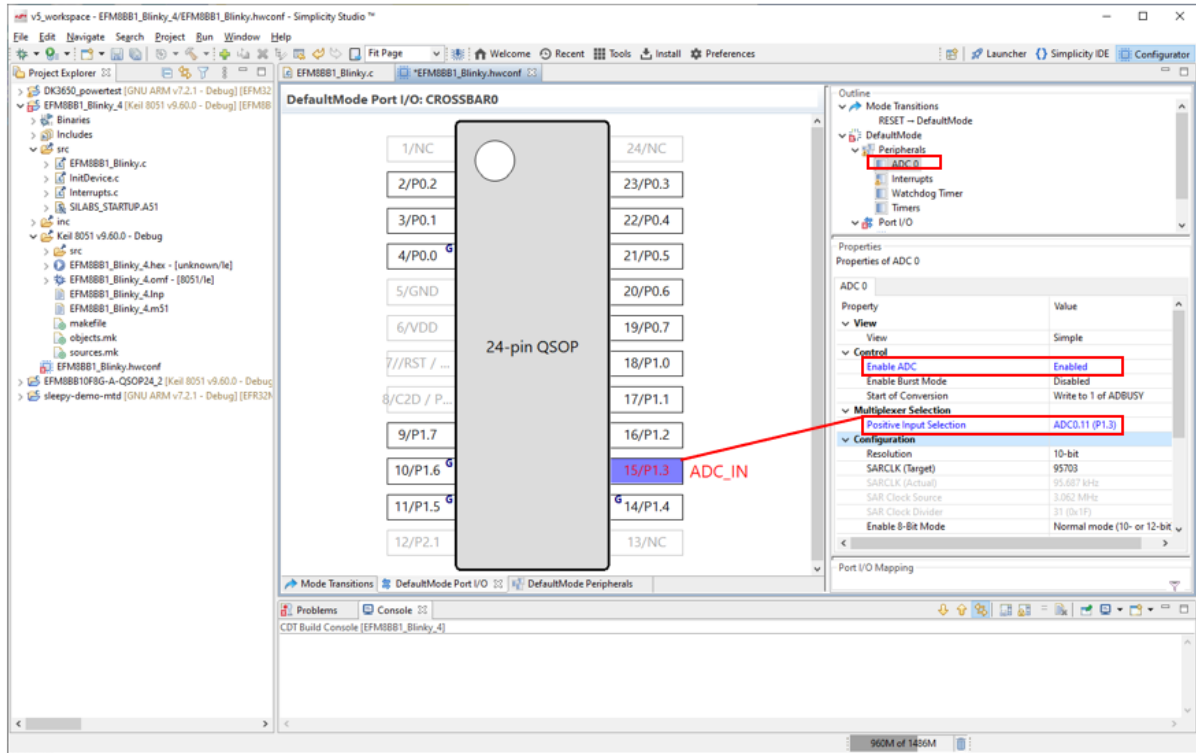 v5_workspace - EFM8BB1_Blinky_4/EFM8BB1_Blinky.hwconf - Simplicity Studio ™
File Edit Navigate Search Project Run Window Help
Fit Page Welcome Recent Tools Install Preferences Launcher {} Simplicity IDE Configurator
Project Explorer
DK3650_powertest [GNU ARM v7.2.1 - Debug] [EFM32
EFM8BB1_Blinky_4 [Keil 8051 v9.60.0 - Debug] [EFM8B
Binaries
Includes
src
EFM8BB1_Blinky.c
InitDevice.c
Interrupts.c
SILABS_STARTUP.A51
inc
Keil 8051 v9.60.0 - Debug
src
EFM8BB1_Blinky_4.hex - [unknown/le]
EFM8BB1_Blinky_4.omf - [8051/le]
EFM8BB1_Blinky_4.lnp
EFM8BB1_Blinky_4.m51
makefile
objects.mk
sources.mk
EFM8BB1_Blinky.hwconf
EFM8BB10F8G-A-QSOP24_2 [Keil 8051 v9.60.0 - Debug
sleepy-demo-mtd [GNU ARM v7.2.1 - Debug] [EFR32M
EFM8BB1_Blinky.c *EFM8BB1_Blinky.hwconf
DefaultMode Port I/O: CROSSBAR0
1/NC 24/NC
2/P0.2 23/P0.3
3/P0.1 22/P0.4
4/P0.0 G 21/P0.5
5/GND 20/P0.6
6/VDD 19/P0.7
24-pin QSOP
7//RST / ... 18/P1.0
8/C2D / P... 17/P1.1
9/P1.7 16/P1.2
10/P1.6 G 15/P1.3 ADC_IN
11/P1.5 G G 14/P1.4
12/P2.1 13/NC
Mode Transitions DefaultMode Port I/O DefaultMode Peripherals
Outline
Mode Transitions
RESET → DefaultMode
DefaultMode
Peripherals
ADC 0
Interrupts
Watchdog Timer
Timers
Port I/O
Properties
Properties of ADC 0
ADC 0
Property Value
View
View Simple
Control
Enable ADC Enabled
Enable Burst Mode Disabled
Start of Conversion Write to 1 of ADBUSY
Multiplexer Selection
Positive Input Selection ADC0.11 (P1.3)
Configuration
Resolution 10-bit
SARCLK (Target) 95703
SARCLK (Actual) 95.687 kHz
SAR Clock Source 3.062 MHz
SAR Clock Divider 31 (0x1F)
Enable 8-Bit Mode Normal mode (10- or 12-bit
Port I/O Mapping
Problems Console
CDT Build Console [EFM8BB1_Blinky_4]
960M of 1486M